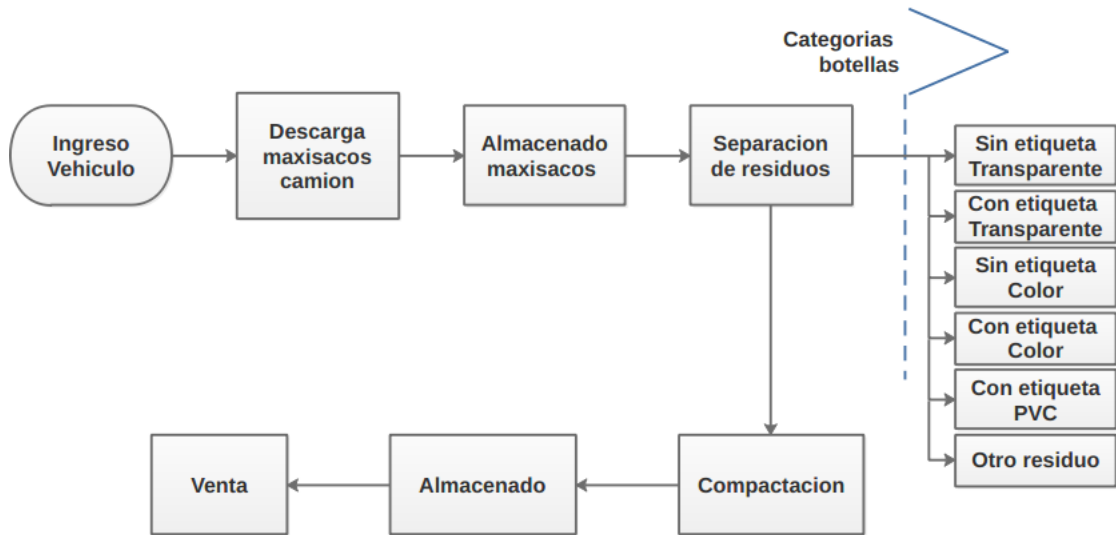 Categorias
botellas
Ingreso
Vehiculo
Descarga
maxisacos
camion
Almacenado
maxisacos
Separacion
de residuos
Sin etiqueta
Transparente
Con etiqueta
Transparente
Sin etiqueta
Color
Con etiqueta
Color
Con etiqueta
PVC
Otro residuo
Venta
Almacenado
Compactacion